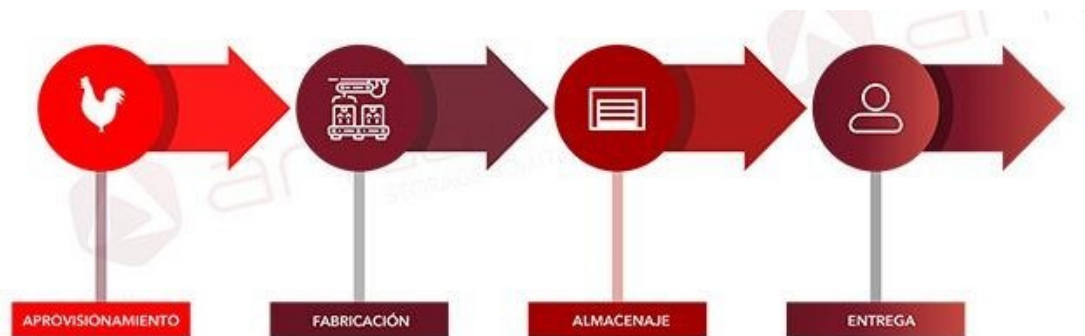 APROVISIONAMIENTO
FABRICACIÓN
ALMACENAJE
ENTREGA